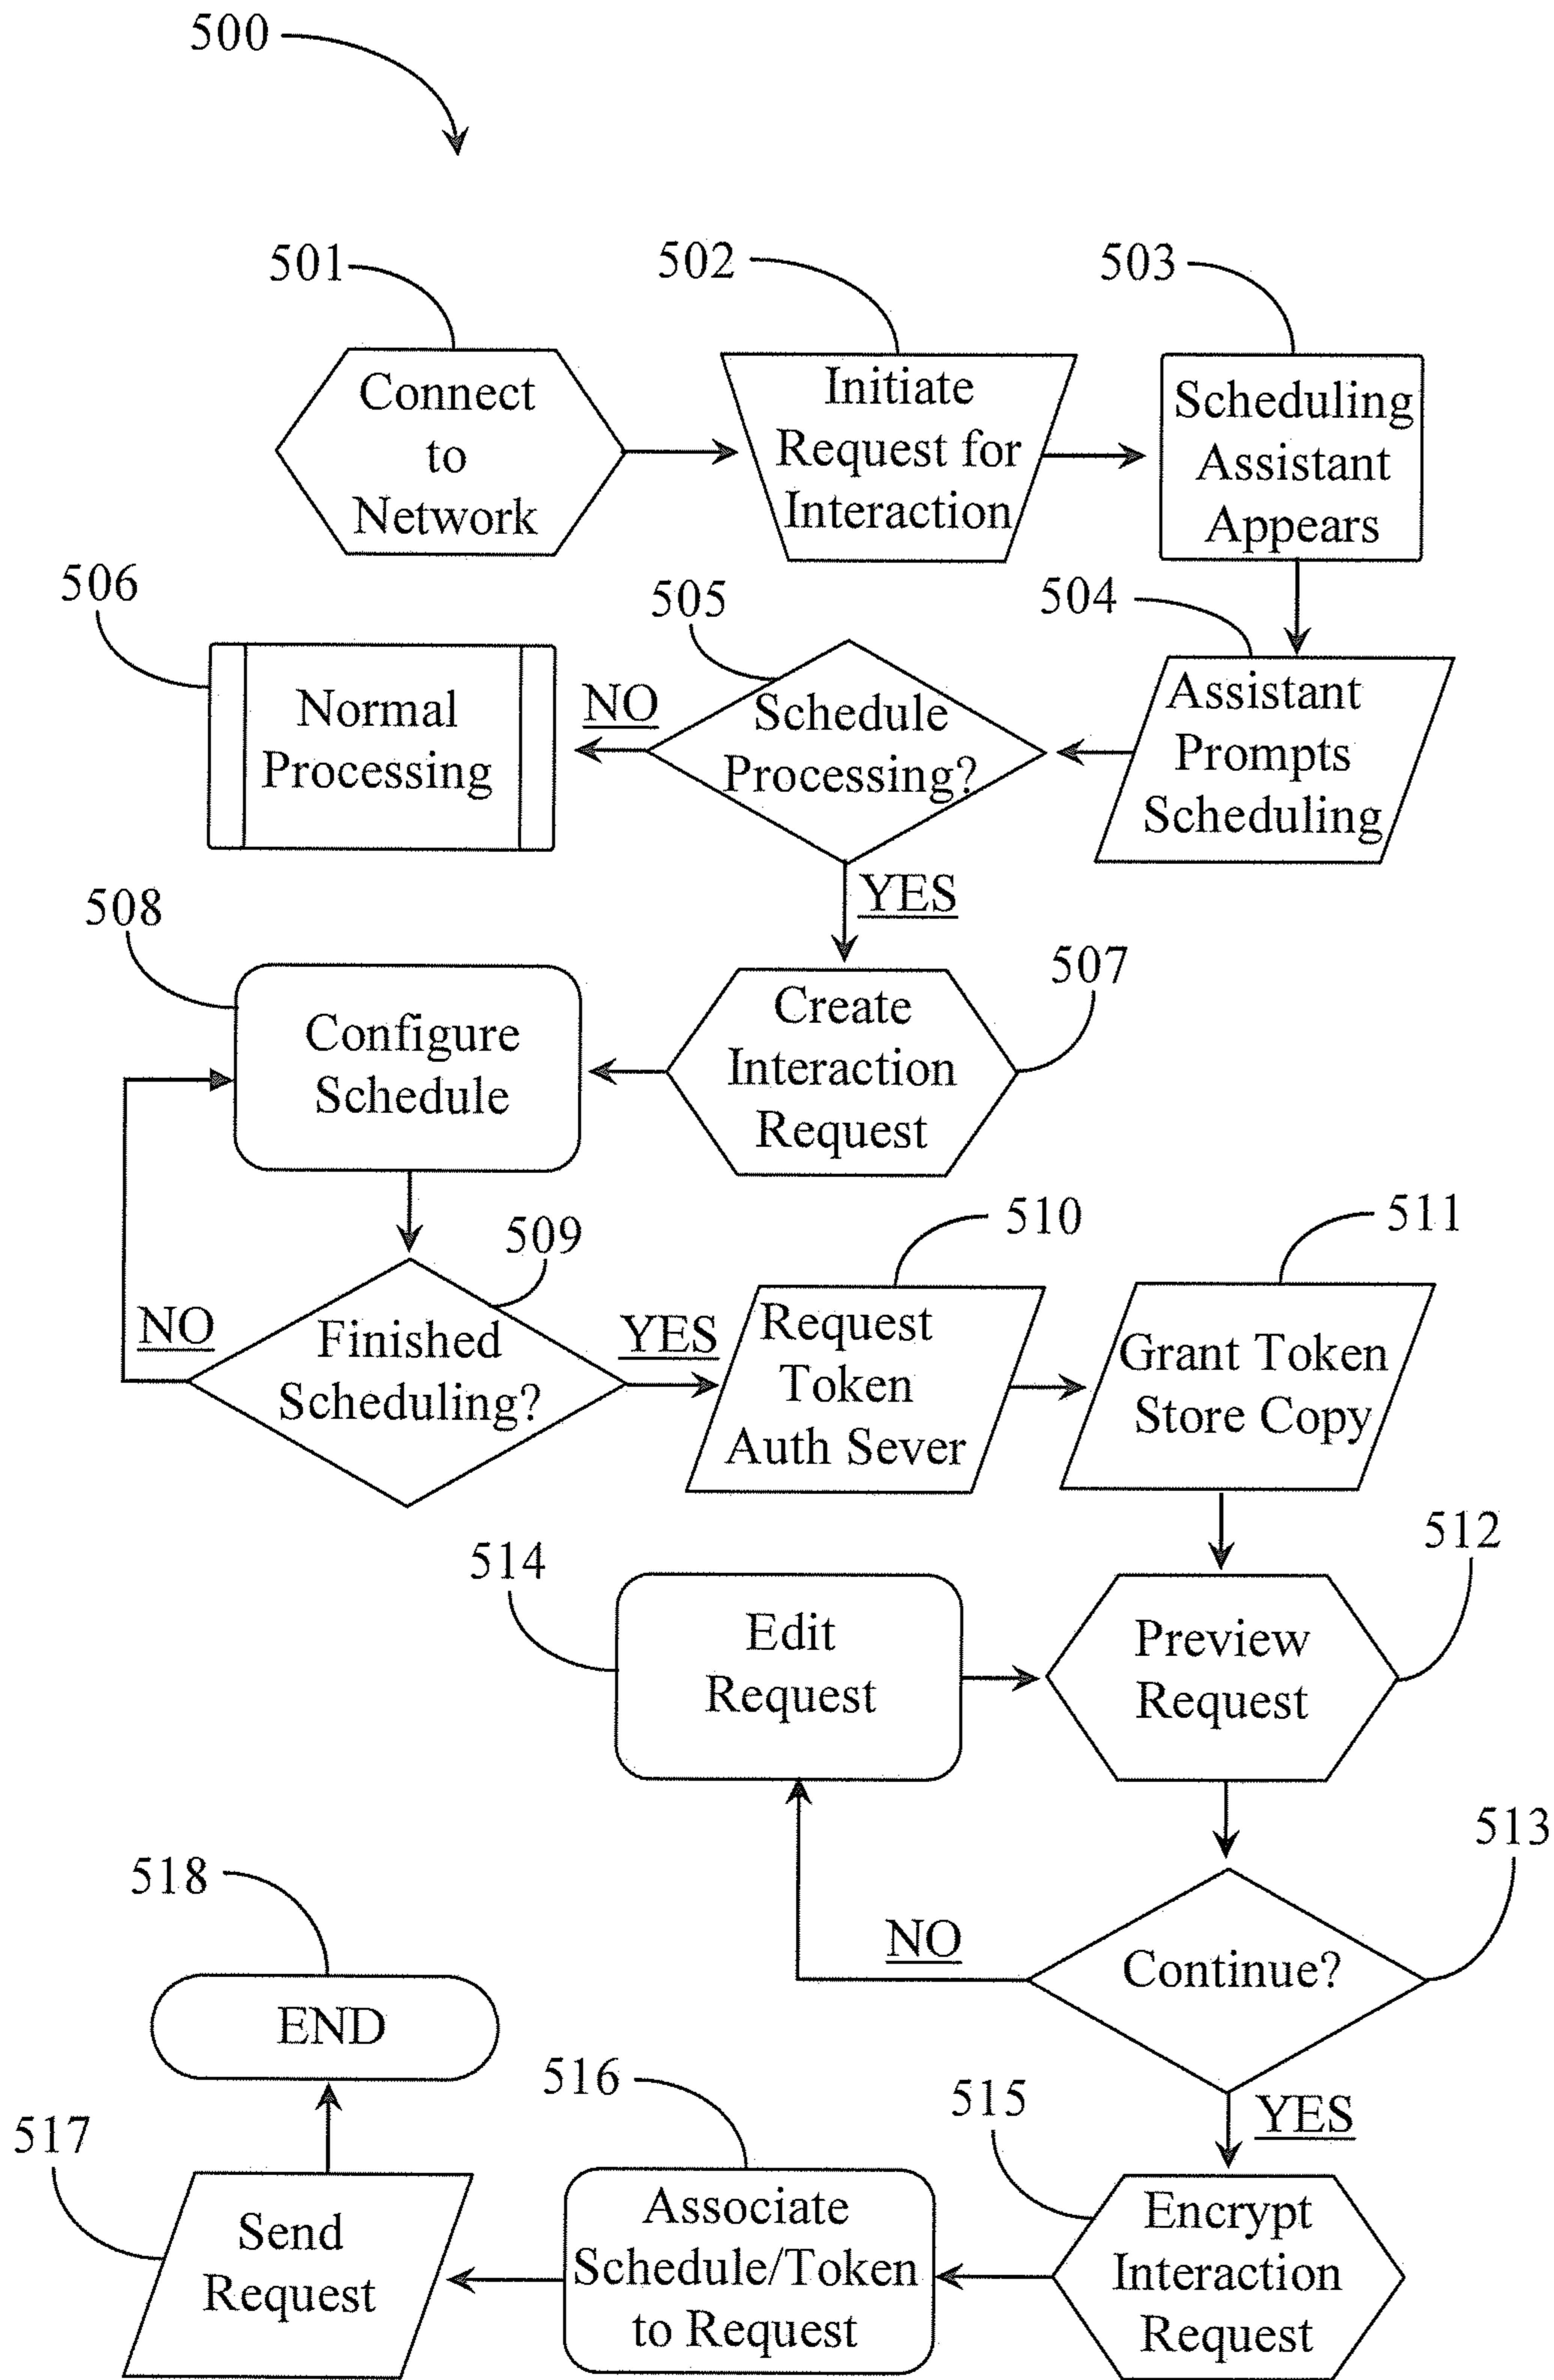 500
501
502
503
Connect
to
Network
Initiate
Request for
Interaction
Scheduling
Assistant
Appears
506
505
504
Normal
Processing
NO
Schedule
Processing?
Assistant
Prompts
Scheduling
YES
508
507
Configure
Schedule
Create
Interaction
Request
509
510
511
NO
Finished
Scheduling?
YES
Request
Token
Auth Sever
Grant Token
Store Copy
514
512
Edit
Request
Preview
Request
513
NO
Continue?
YES
518
END
517
516
515
Send
Request
Associate
Schedule/Token
to Request
Encrypt
Interaction
Request